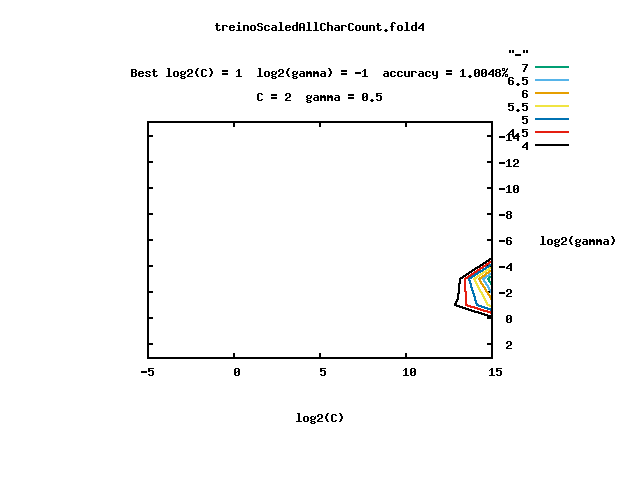 treinoScaledAllCharCount.fold4
"-"
Best log2(C) = 1 log2(gamma) = -1 accuracy = 1.0048%
C = 2 gamma = 0.5
7
6.5
6
5.5
5
4.5
4
-14
-12
-10
-8
-6
-4
-2
0
2
log2(gamma)
-5 0 5 10 15
log2(C)